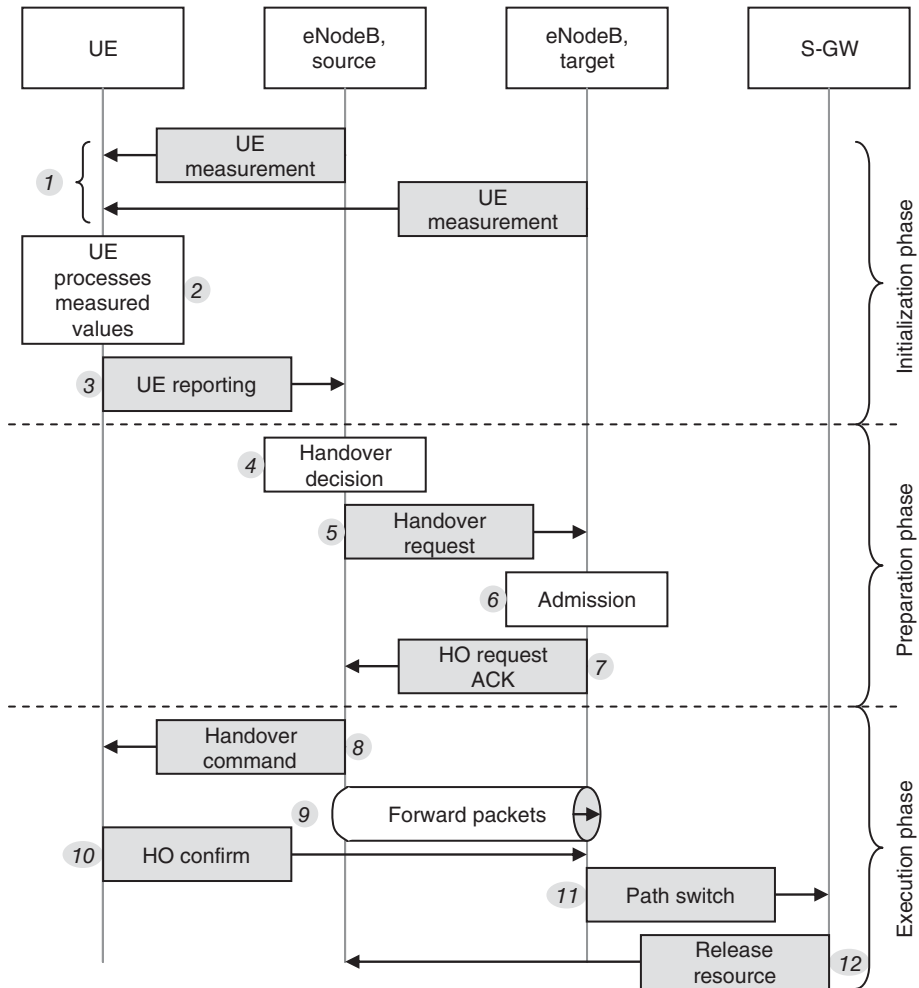 UE
eNodeB,
source
eNodeB,
target
S-GW
UE
measurement
1
UE
measurement
UE
processes
measured
values
2
3
UE reporting
Initialization phase
4
Handover
decision
5
Handover
request
6
Admission
HO request
ACK
7
Preparation phase
Handover
command
8
9
Forward packets
10
HO confirm
11
Path switch
Release
resource
12
Execution phase